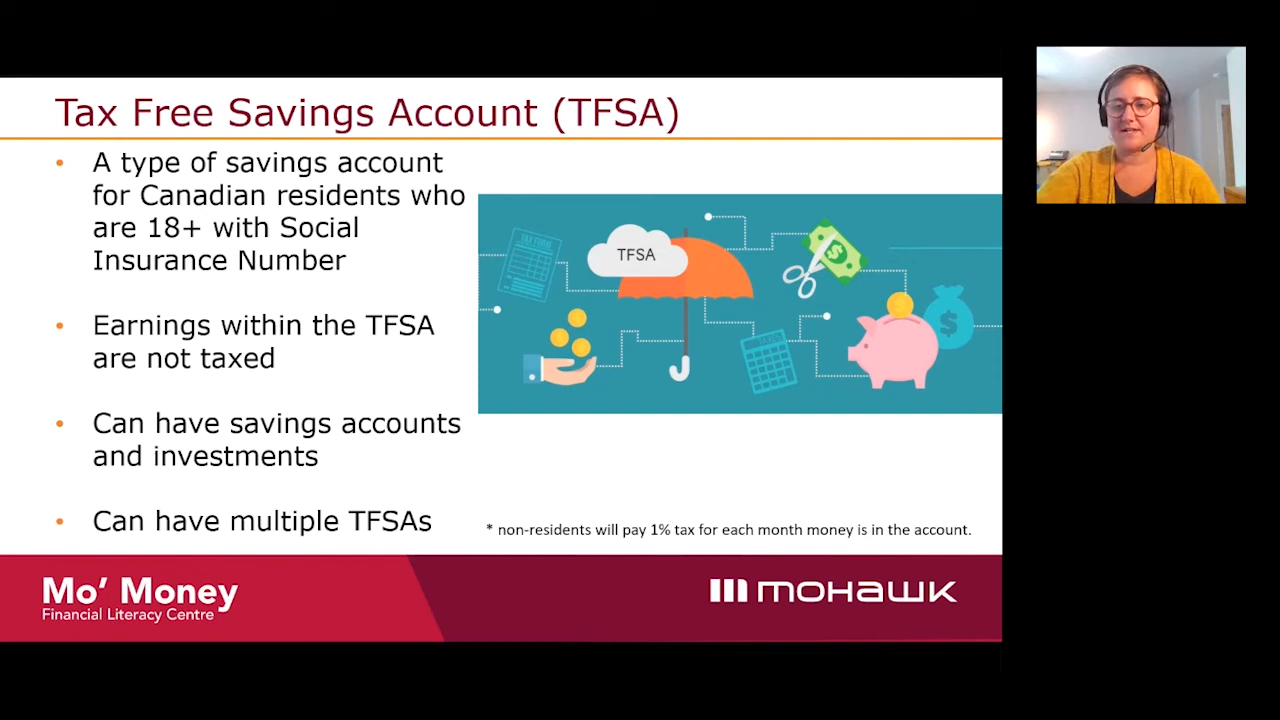 Tax Free Savings Account (TFSA)
• A type of savings account
for Canadian residents who
are 18+ with Social
Insurance Number
• Earnings within the TFSA
are not taxed
• Can have savings accounts
and investments
• Can have multiple TFSAs
TAX FORM
TFSA
$
$
TAXES
* non-residents will pay 1% tax for each month money is in the account.
Mo' Money
Financial Literacy Centre
mohawk